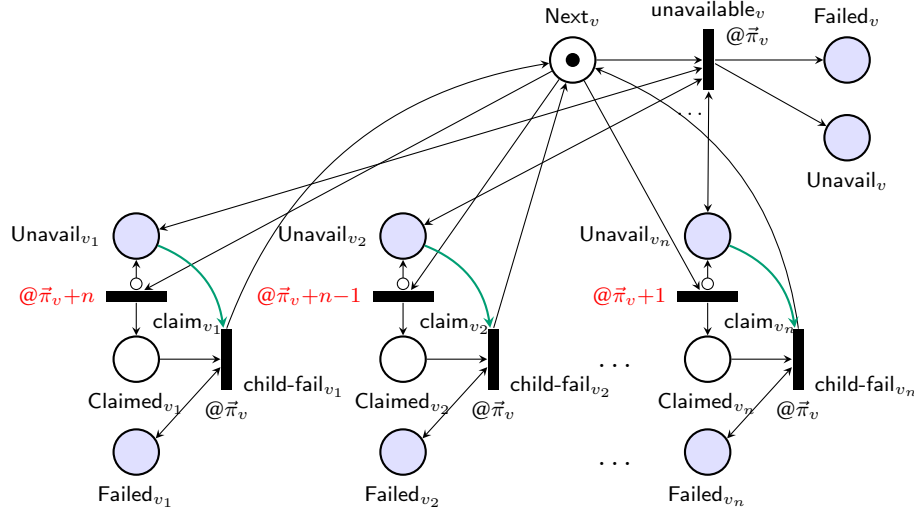 Next_v
unavailable_v
@π⃗_v
Failed_v
...
Unavail_v
Unavail_{v_1}
Unavail_{v_2}
Unavail_{v_n}
@π⃗_v+n
@π⃗_v+n−1
@π⃗_v+1
claim_{v_1}
claim_{v_2}
claim_{v_n}
Claimed_{v_1}
child-fail_{v_1}
@π⃗_v
Claimed_{v_2}
child-fail_{v_2}
@π⃗_v
...
Claimed_{v_n}
child-fail_{v_n}
@π⃗_v
Failed_{v_1}
Failed_{v_2}
...
Failed_{v_n}